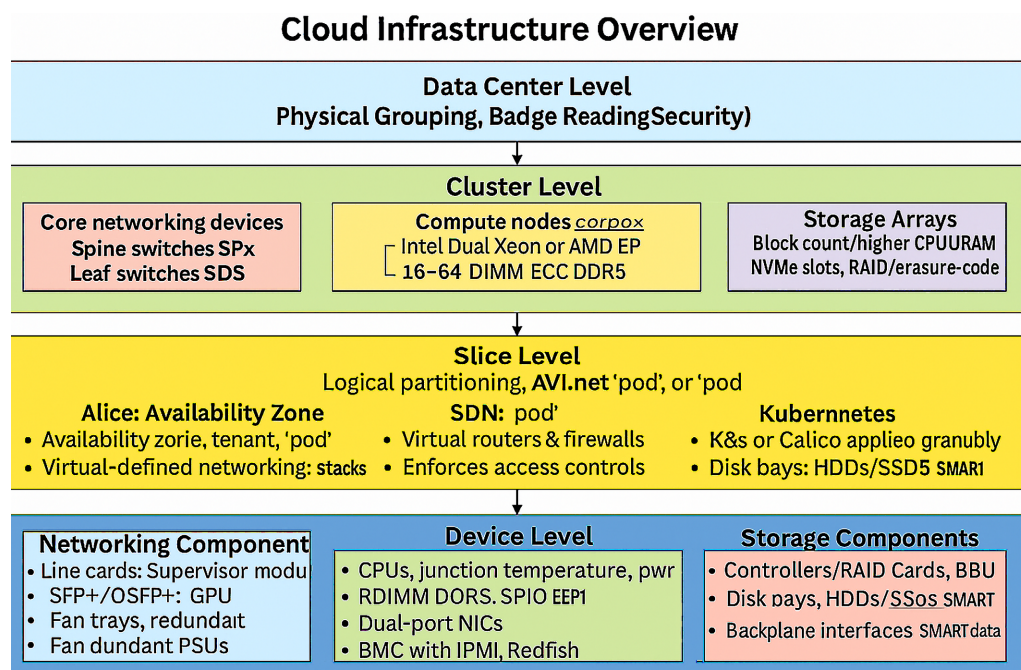 Cloud Infrastructure Overview
Data Center Level
Physical Grouping, Badge ReadingSecurity)
Cluster Level
Core networking devices
Spine switches SPx
Leaf switches SDS
Compute nodes corpox
Intel Dual Xeon or AMD EP
16–64 DIMM ECC DDR5
Storage Arrays
Block count/higher CPUURAM
NVMe slots, RAID/erasure-code
Slice Level
Logical partitioning, AVI.net ‘pod’, or ‘pod
Alice: Availability Zone
• Availability zorie, tenant, ‘pod’
• Virtual-defined networking: stacks
SDN: pod’
• Virtual routers & firewalls
• Enforces access controls
Kubernnetes
• K&s or Calico applieo granubly
• Disk bays: HDDs/SSD5 SMAR1
Networking Component
• Line cards: Supervisor modu
• SFP+/OSFP+: GPU
• Fan trays, redundaıt
• Fan dundant PSUs
Device Level
• CPUs, junction temperature, pwr
• RDIMM DORS. SPIO EEP1
• Dual-port NICs
• BMC with IPMI, Redfish
Storage Components
• Controllers/RAID Cards, BBU
• Disk pays, HDDs/SSos SMART
• Backplane interfaces SMARTdata